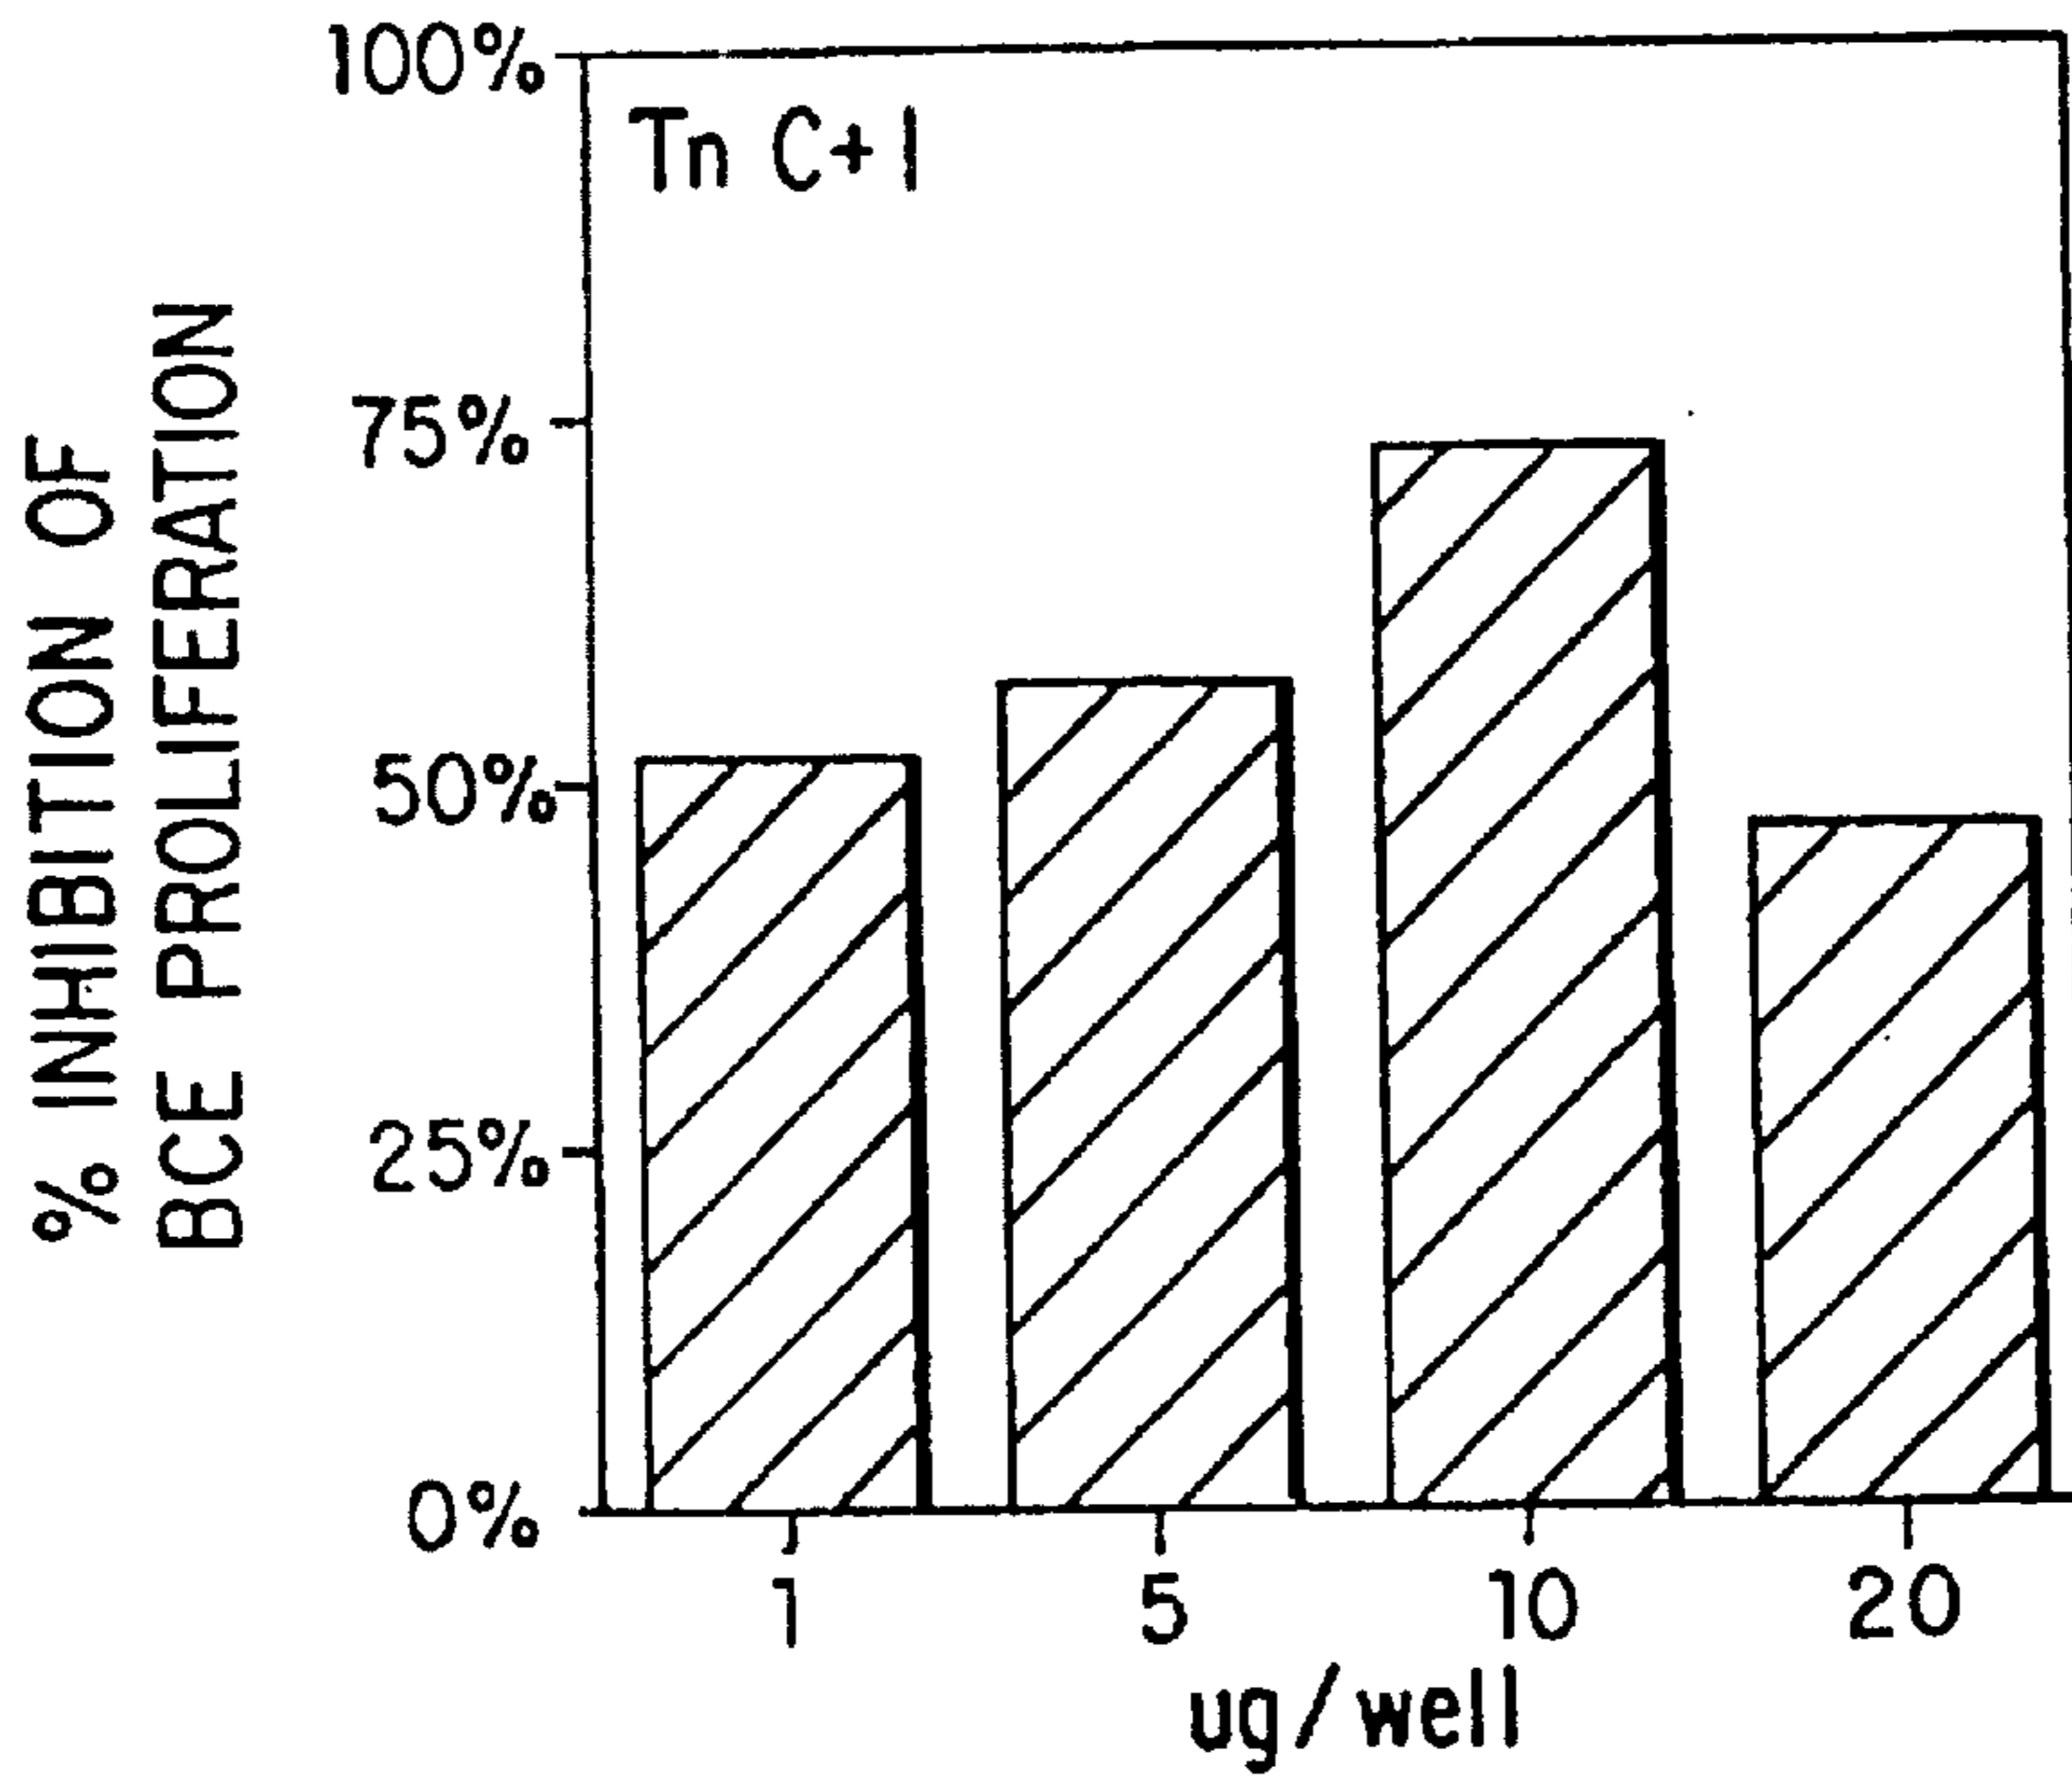 100%
Tn C+I
75%
50%
25%
0%
% INHIBITION OF
BCE PROLIFERATION
1 5 10 20
ug/well